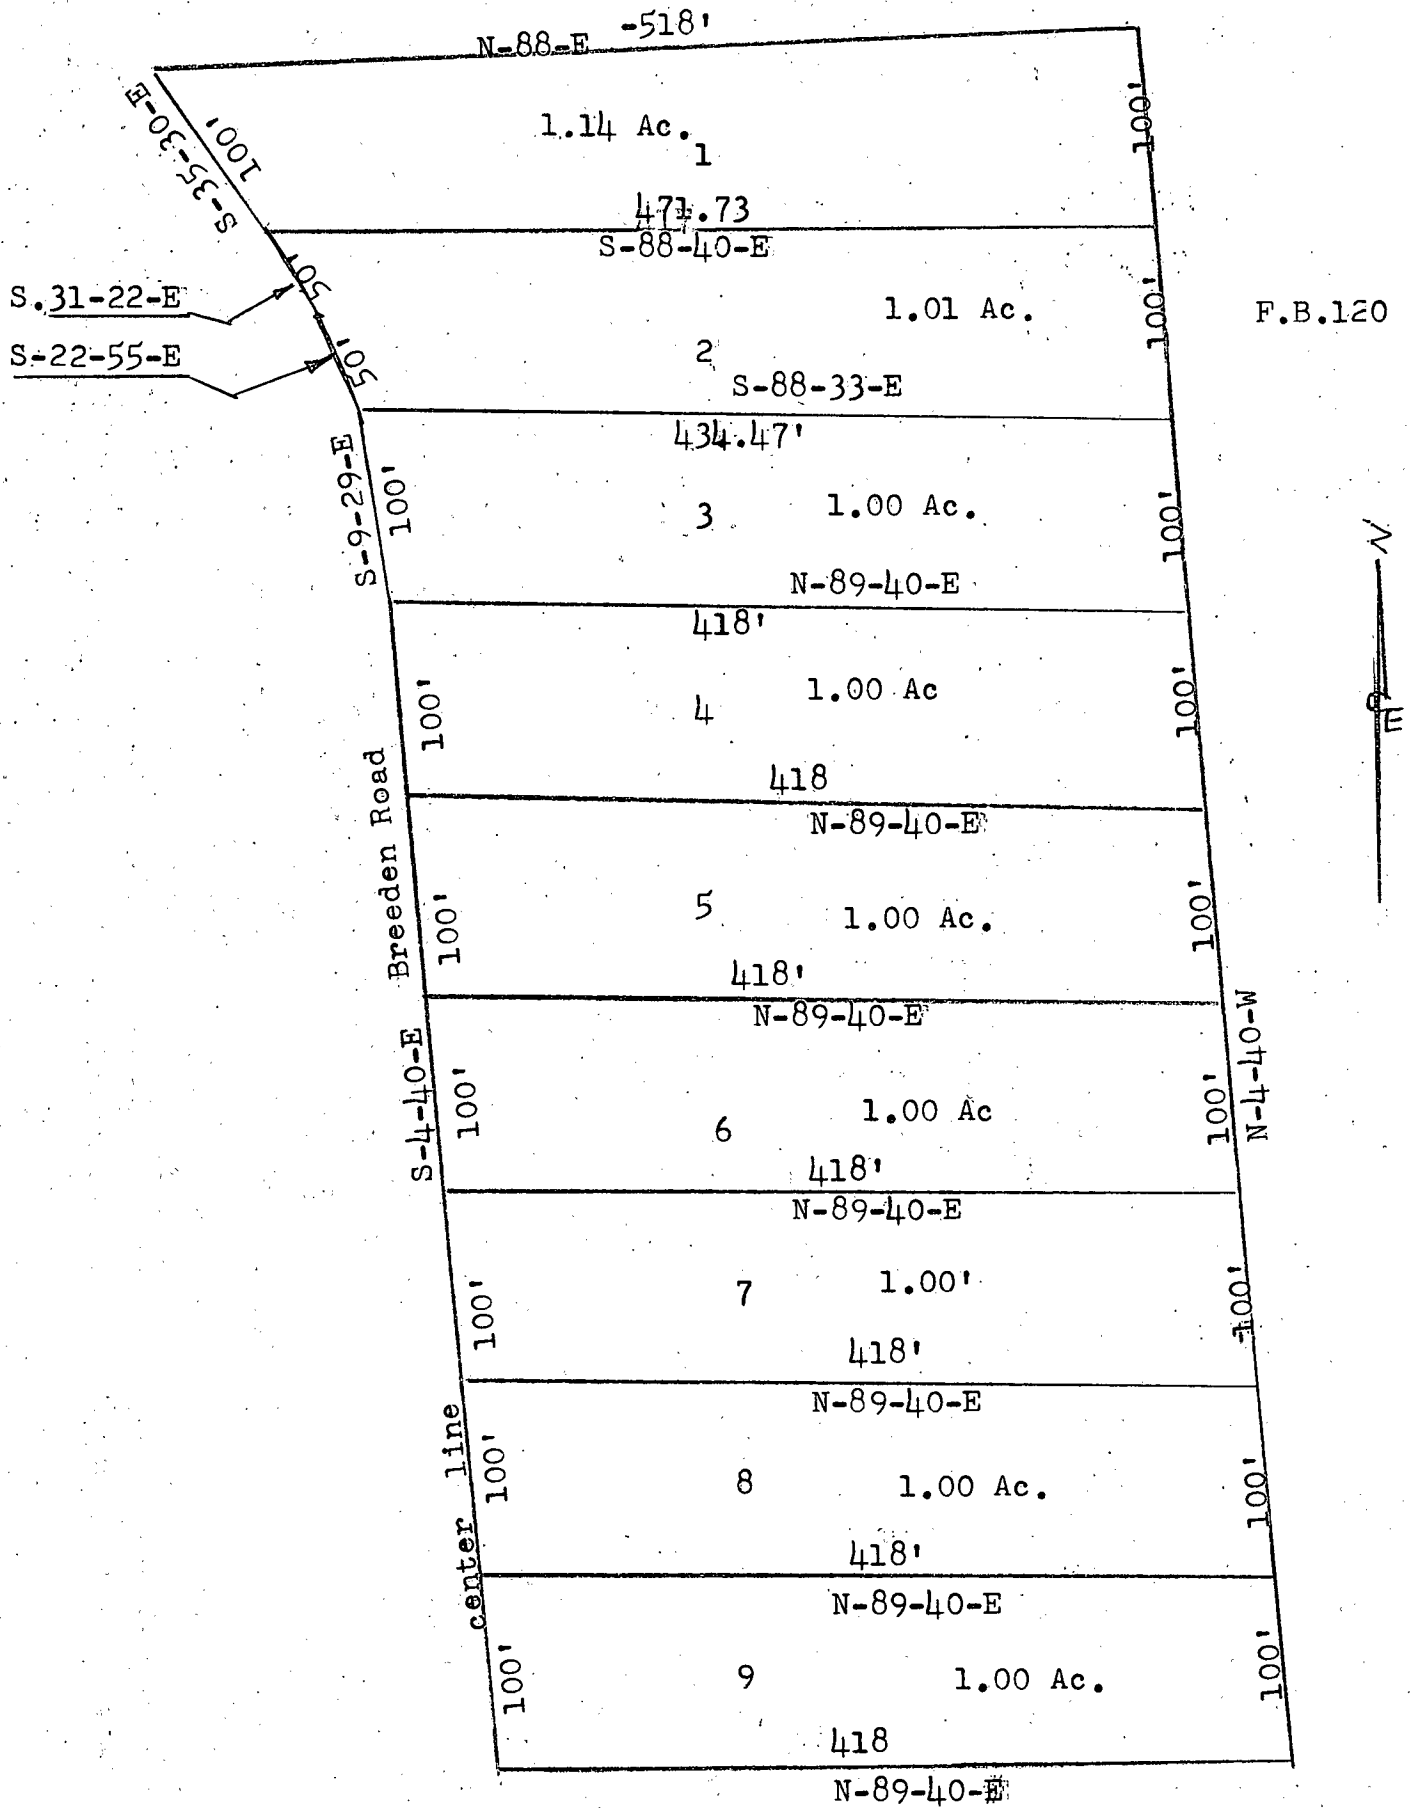 N-88-E -518'
S-35-30-E
100'
1.14 Ac.
1
100'
471.73
S-88-40-E
S.31-22-E
50'
S-22-55-E
50'
1.01 Ac.
2
100'
F.B.120
S-88-33-E
434.47'
S-9-29-E
100'
3
1.00 Ac.
100'
N
N-89-40-E
418'
100'
4
1.00 Ac
100'
418
N-89-40-E
Breeden Road
100'
5
1.00 Ac.
100'
418'
N-89-40-E
S-4-40-E
100'
6
1.00 Ac
100'
N-4-40-W
418'
N-89-40-E
100'
7
1.00'
100'
418'
N-89-40-E
center line
100'
8
1.00 Ac.
100'
418'
N-89-40-E
100'
9
1.00 Ac.
100'
418
N-89-40-E